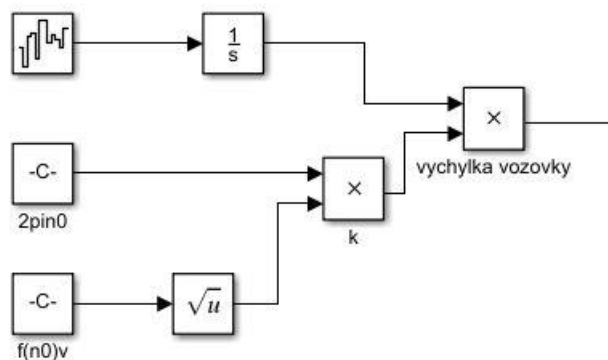 1
s
×
vychylka vozovky
-C-
2pin0
×
k
-C-
f(n0)v
√u